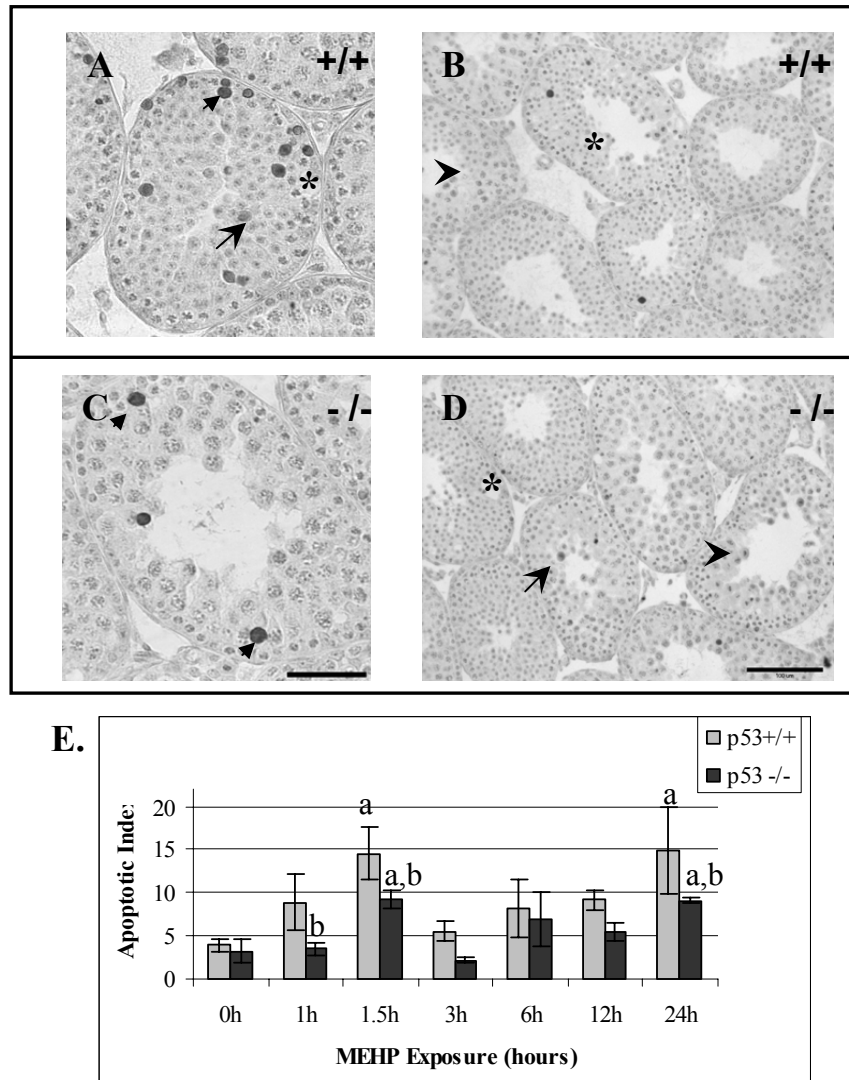 A +/+
B +/+
*
*
C - /-
D - /-
*
E.
p53+/+
p53 -/-
Apoptotic Index
20
15
10
5
0
a
b
a
a,b
a
a,b
0h 1h 1.5h 3h 6h 12h 24h
MEHP Exposure (hours)